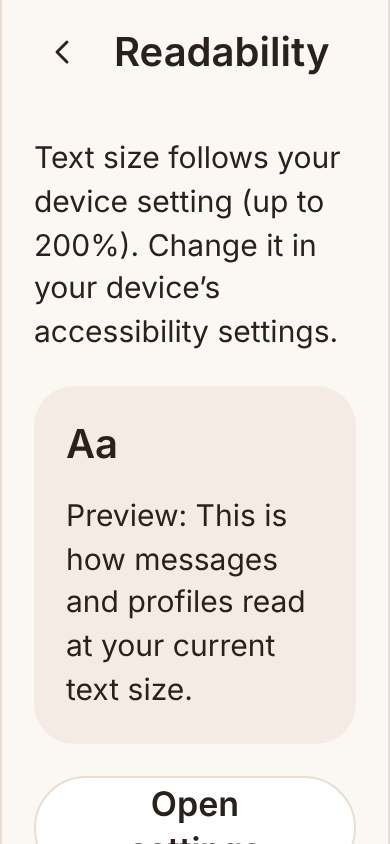 Readability
Text size follows your
device setting (up to
200%). Change it in
your device’s
accessibility settings.
Aa
Preview: This is
how messages
and profiles read
at your current
text size.
Open
settings